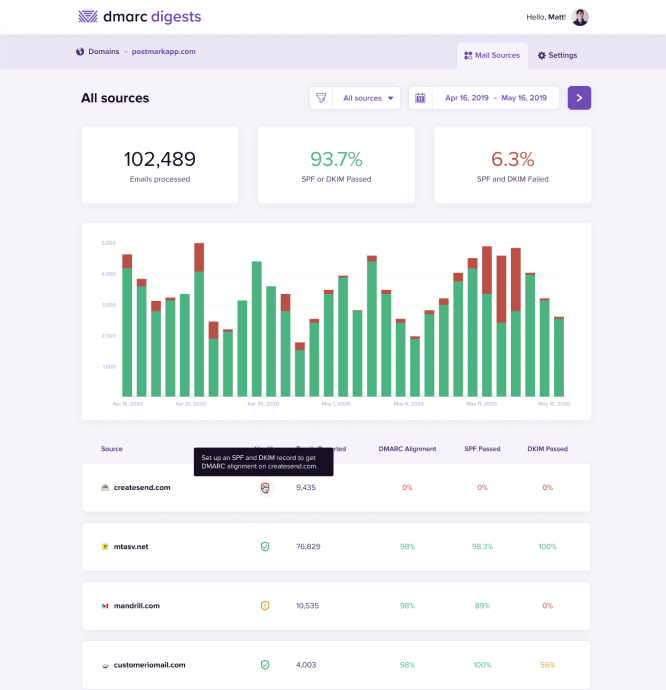 dmarc digests
Hello, Matt!
Domains – postmarkapp.com
Mail Sources
Settings
All sources
All sources
Apr 16, 2019 – May 16, 2019
102,489
Emails processed
93.7%
SPF or DKIM Passed
6.3%
SPF and DKIM Failed
5,000
4,000
3,000
2,000
1,000
Apr 16, 2020
Apr 21, 2020
Apr 26, 2020
May 1, 2020
May 6, 2020
May 11, 2020
May 16, 2020
Source
DMARC Alignment
SPF Passed
DKIM Passed
Set up an SPF and DKIM record to get
DMARC alignment on createsend.com.
createsend.com
9,435
0%
0%
0%
mtasv.net
76,829
98%
98.3%
100%
mandrill.com
10,535
98%
89%
0%
customeriomail.com
4,003
98%
100%
56%